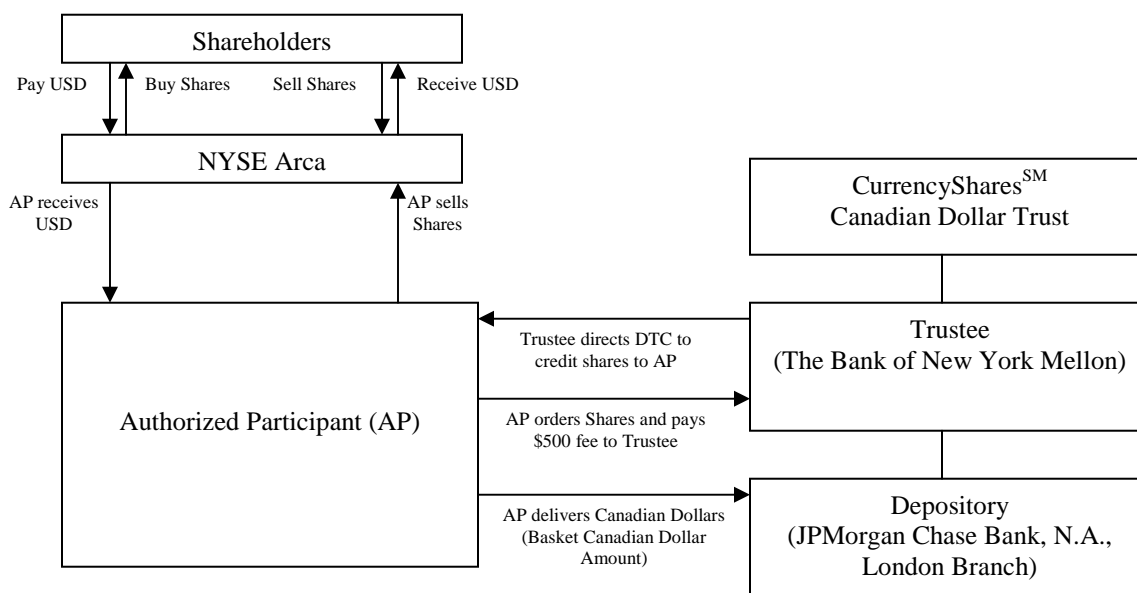 Shareholders
Pay USD
Buy Shares
Sell Shares
Receive USD
NYSE Arca
AP receives
USD
AP sells
Shares
CurrencyShares^SM
Canadian Dollar Trust
Authorized Participant (AP)
Trustee directs DTC to
credit shares to AP
Trustee
(The Bank of New York Mellon)
AP orders Shares and pays
$500 fee to Trustee
AP delivers Canadian Dollars
(Basket Canadian Dollar
Amount)
Depository
(JPMorgan Chase Bank, N.A.,
London Branch)